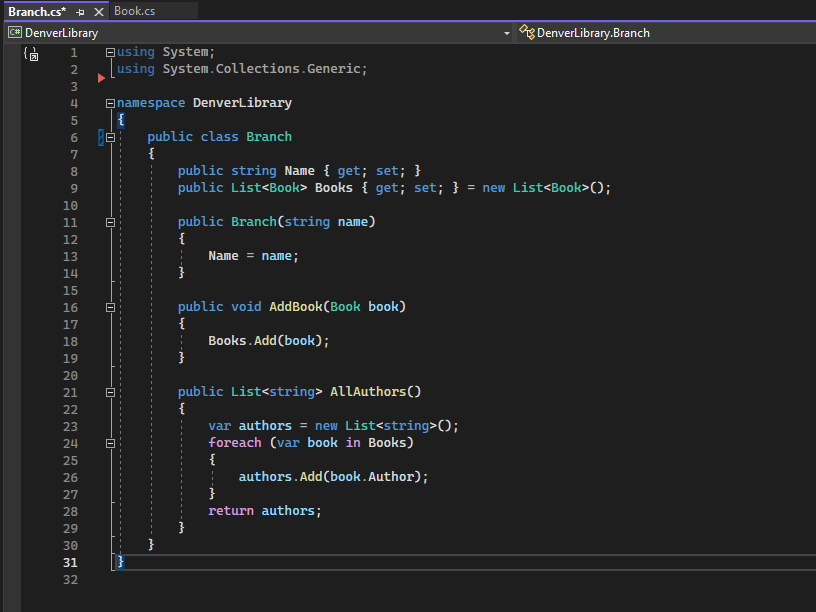 Branch.cs*
Book.cs
C# DenverLibrary
DenverLibrary.Branch
1 using System;
2 using System.Collections.Generic;
3
4 namespace DenverLibrary
5 {
6     public class Branch
7     {
8         public string Name { get; set; }
9         public List<Book> Books { get; set; } = new List<Book>();
10
11         public Branch(string name)
12         {
13             Name = name;
14         }
15
16         public void AddBook(Book book)
17         {
18             Books.Add(book);
19         }
20
21         public List<string> AllAuthors()
22         {
23             var authors = new List<string>();
24             foreach (var book in Books)
25             {
26                 authors.Add(book.Author);
27             }
28             return authors;
29         }
30     }
31 }
32